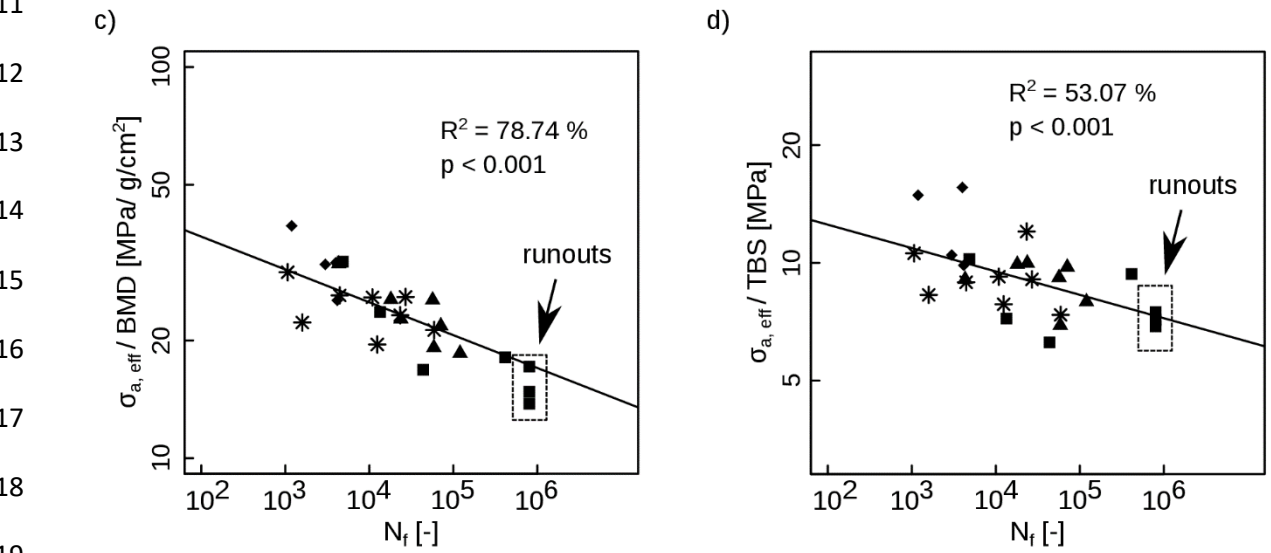 11
12
13
14
15
16
17
18
c)
R² = 78.74 %
p < 0.001
runouts
σa, eff / BMD [MPa/ g/cm²]
100
50
20
10
10² 10³ 10⁴ 10⁵ 10⁶
Nf [-]
d)
R² = 53.07 %
p < 0.001
runouts
σa, eff / TBS [MPa]
20
10
5
10² 10³ 10⁴ 10⁵ 10⁶
Nf [-]